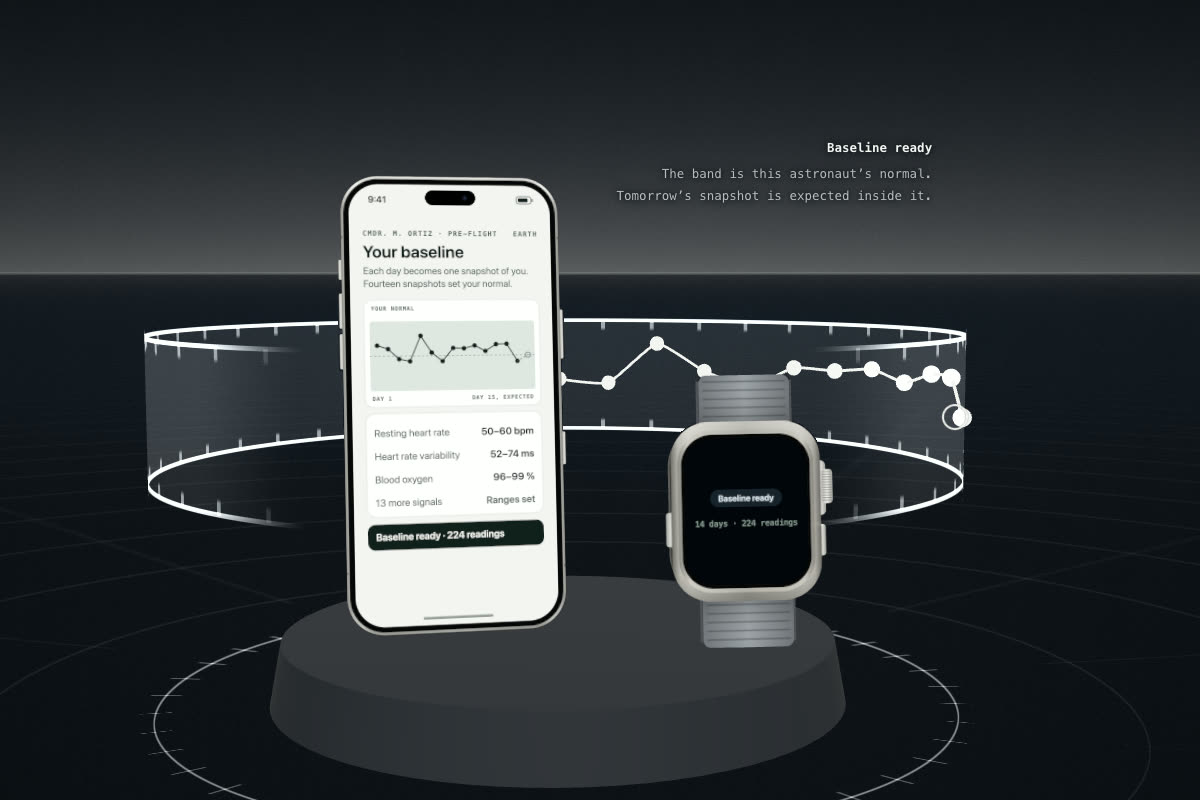 Baseline ready
The band is this astronaut’s normal.
Tomorrow’s snapshot is expected inside it.
9:41
CMDR. M. ORTIZ · PRE–FLIGHT EARTH
Your baseline
Each day becomes one snapshot of you.
Fourteen snapshots set your normal.
YOUR NORMAL
DAY 1 DAY 15, EXPECTED
Resting heart rate 50–60 bpm
Heart rate variability 52–74 ms
Blood oxygen 96–99 %
13 more signals Ranges set
Baseline ready · 224 readings
Baseline ready
14 days · 224 readings